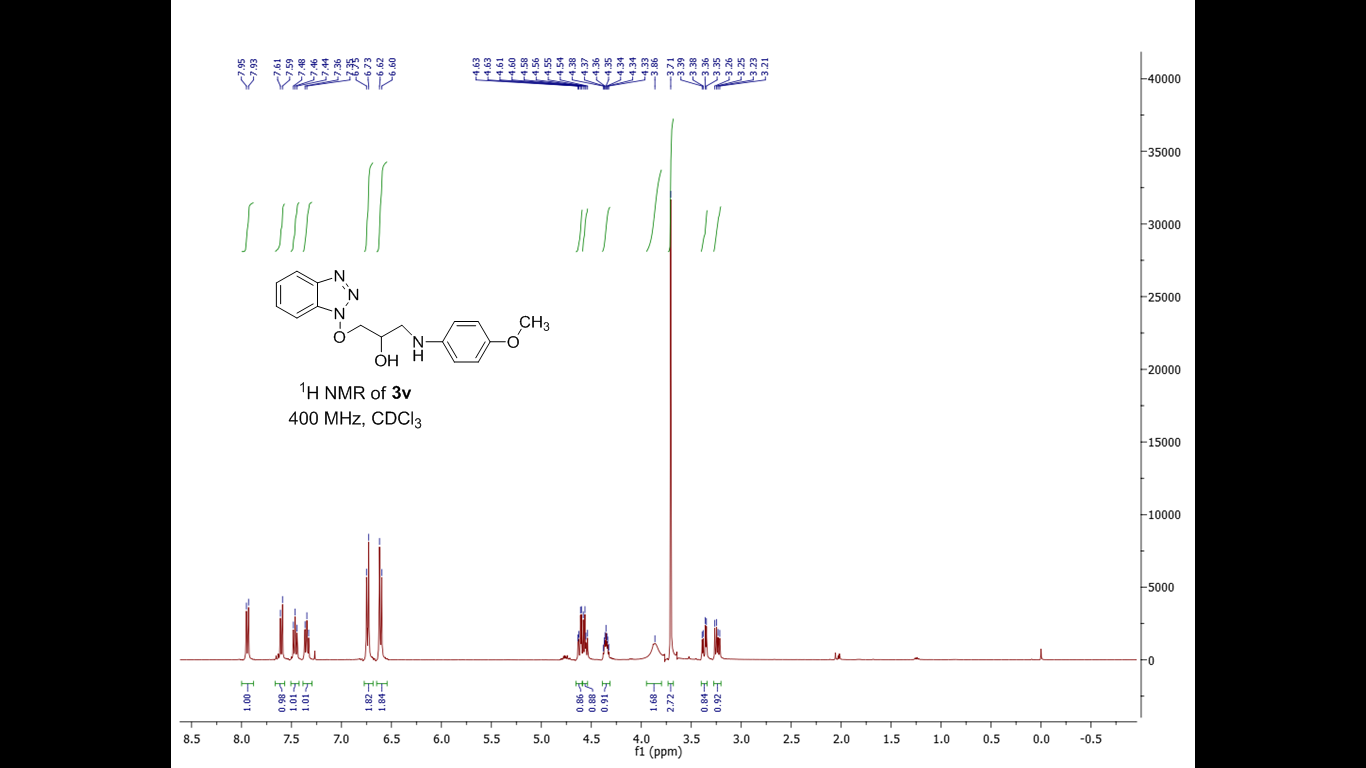 7.95 7.93 7.61 7.59 7.48 7.46 7.44 7.36 7.35 6.75 6.73 6.62 6.60 4.63 4.63 4.61 4.60 4.58 4.56 4.55 4.54 4.38 4.37 4.36 4.35 4.34 4.34 4.33 3.86 3.71 3.39 3.38 3.36 3.35 3.26 3.25 3.23 3.21
40000
35000
30000
25000
20000
15000
10000
5000
0
N
N
N
O
OH
N
H
O
CH3
1H NMR of 3v
400 MHz, CDCl3
1.00 0.98 1.01 1.01 1.82 1.84 0.86 0.88 0.91 1.68 2.72 0.84 0.92
8.5 8.0 7.5 7.0 6.5 6.0 5.5 5.0 4.5 4.0 3.5 3.0 2.5 2.0 1.5 1.0 0.5 0.0 -0.5
f1 (ppm)